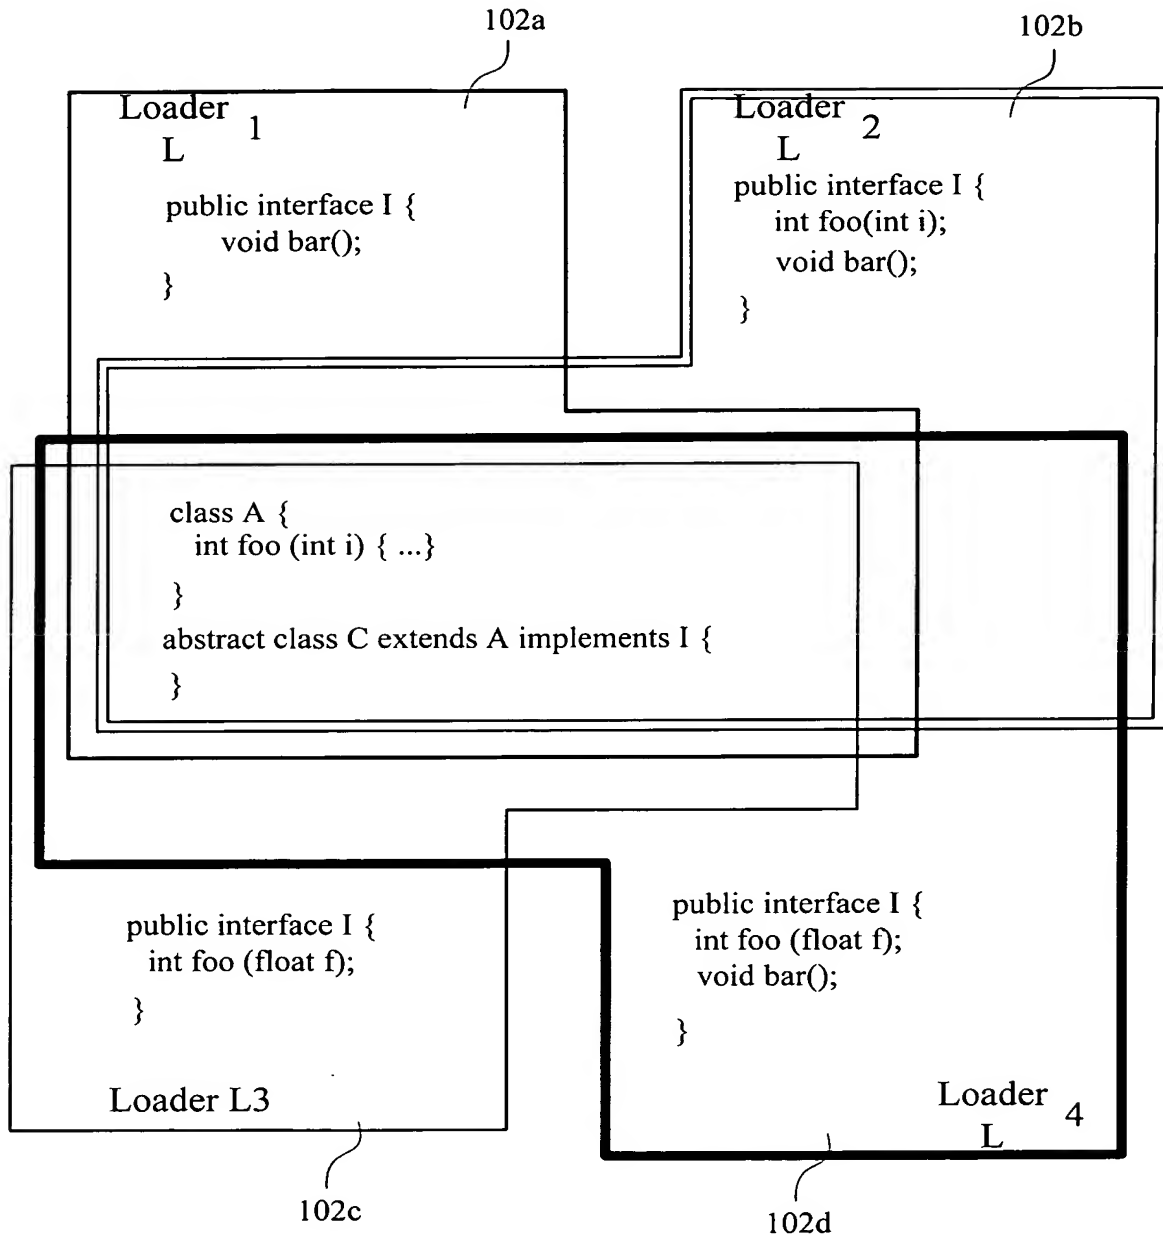 102a
102b
Loader
1
L
public interface I {
void bar();
}
Loader
2
L
public interface I {
int foo(int i);
void bar();
}
class A {
int foo (int i) { ...}
}
abstract class C extends A implements I {
}
public interface I {
int foo (float f);
}
Loader L3
public interface I {
int foo (float f);
void bar();
}
Loader
4
L
102c
102d